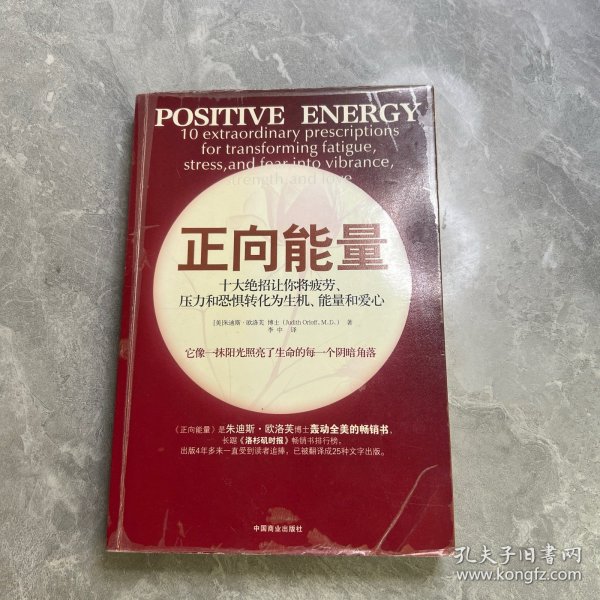 POSITIVE ENERGY
10 extraordinary prescriptions
for transforming fatigue,
stress, and fear into vibrance,
strength, and love
正向能量
十大绝招让你将疲劳、
压力和恐惧转化为生机、能量和爱心
[美]朱迪斯·欧洛芙 博士(Judith Orloff, M.D.) 著
李中 译
它像一抹阳光照亮了生命的每一个阴暗角落
《正向能量》是朱迪斯·欧洛芙博士轰动全美的畅销书,
长踞《洛杉矶时报》畅销书排行榜,
出版4年多来一直受到读者追捧,已被翻译成25种文字出版。
中国商业出版社
孔夫子旧书网
www.kongfz.com